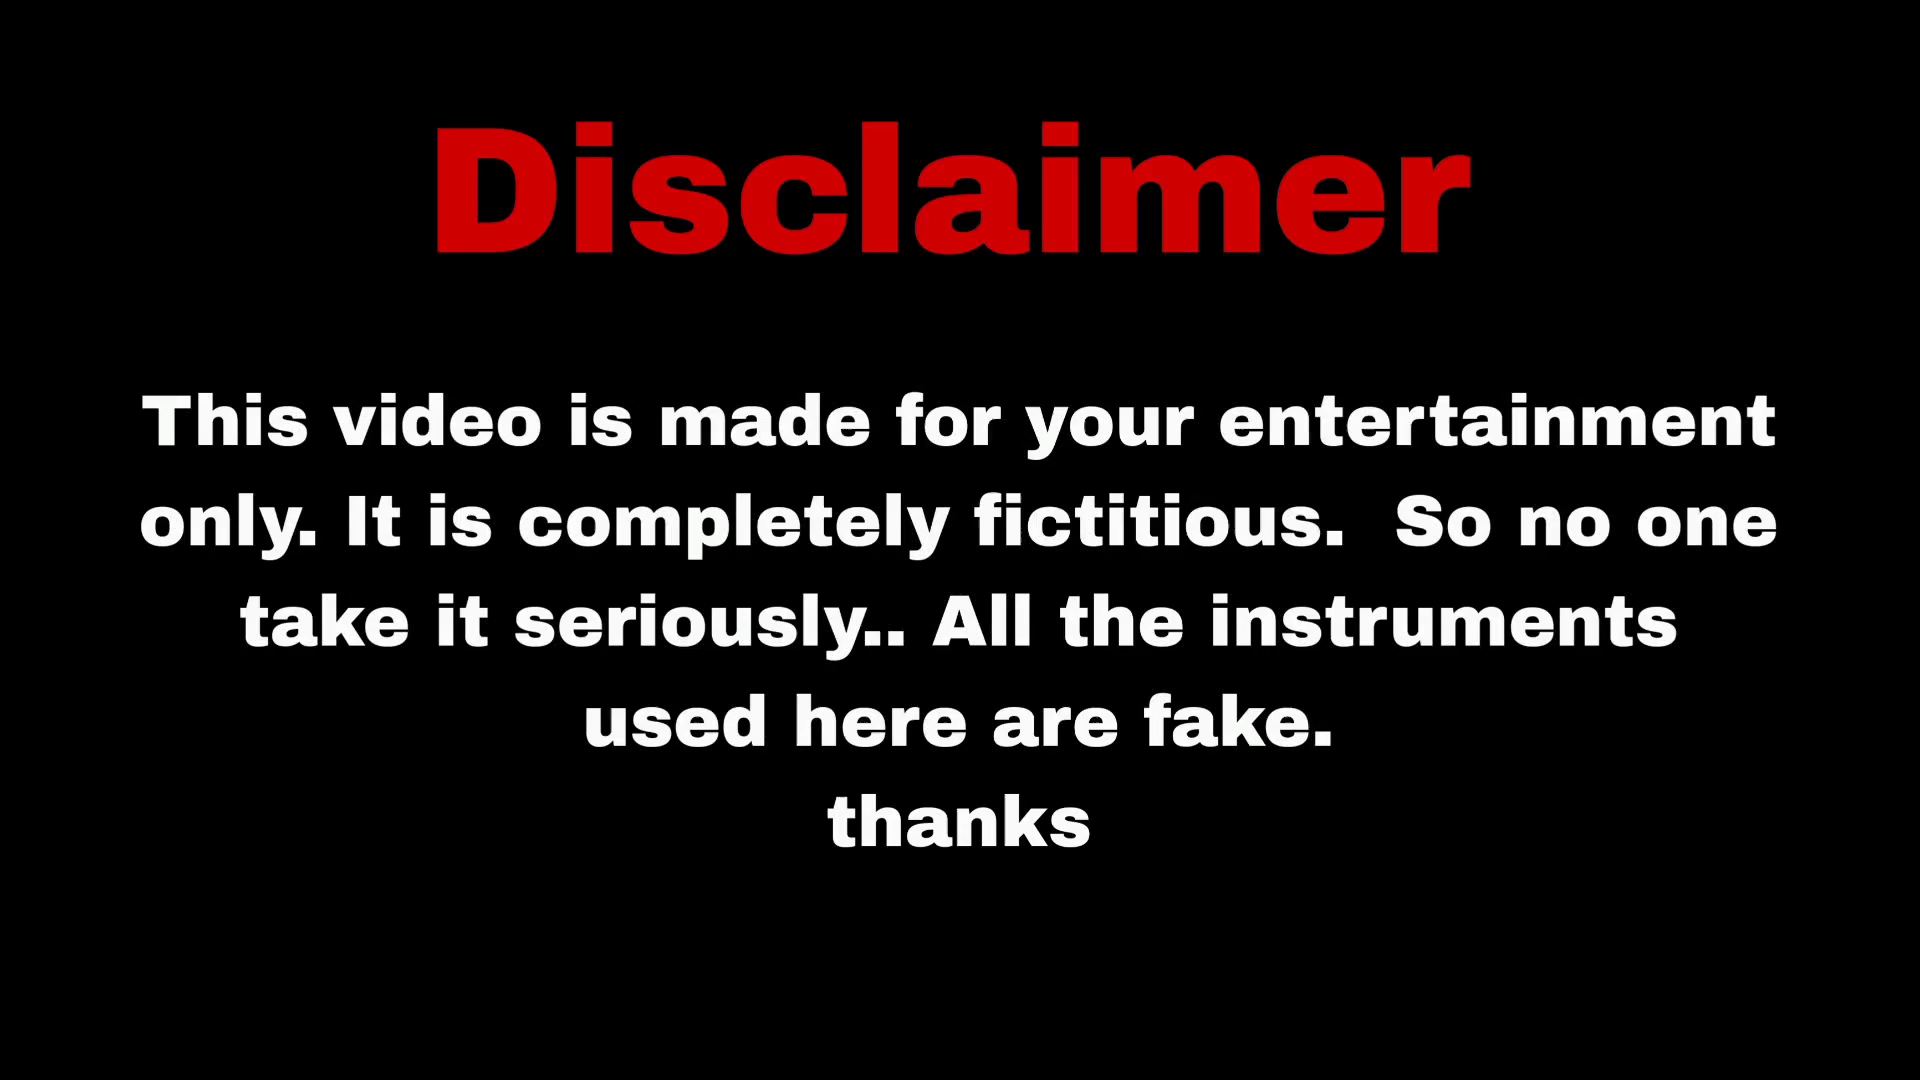 Disclaimer
This video is made for your entertainment
only. It is completely fictitious.  So no one
take it seriously.. All the instruments
used here are fake.
thanks